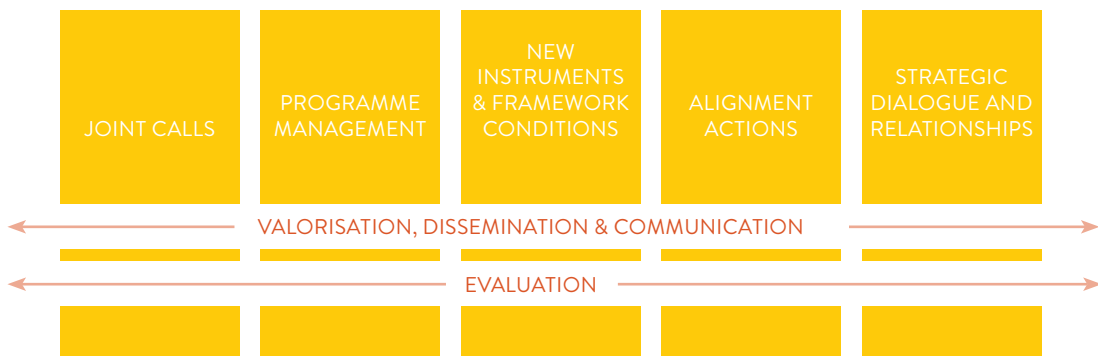 JOINT CALLS
PROGRAMME
MANAGEMENT
NEW
INSTRUMENTS
& FRAMEWORK
CONDITIONS
ALIGNMENT
ACTIONS
STRATEGIC
DIALOGUE AND
RELATIONSHIPS
VALORISATION, DISSEMINATION & COMMUNICATION
EVALUATION